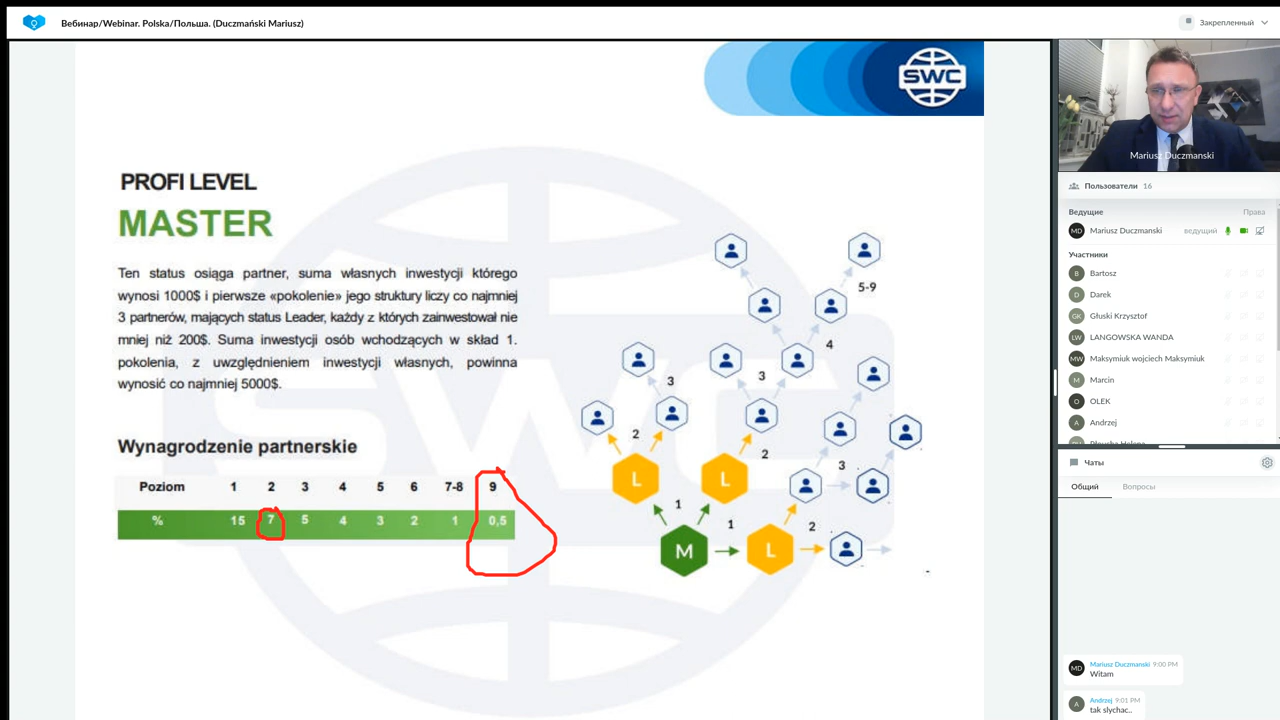 Вебинар/Webinar. Polska/Польша. (Duczmański Mariusz)
Закрепленный
SWC
PROFI LEVEL
MASTER
Ten status osiąga partner, suma własnych inwestycji którego
wynosi 1000$ i pierwsze «pokolenie» jego struktury liczy co najmniej
3 partnerów, mających status Leader, każdy z których zainwestował nie
mniej niż 200$. Suma inwestycji osób wchodzących w skład 1.
pokolenia, z uwzględnieniem inwestycji własnych, powinna
wynosić co najmniej 5000$.
Wynagrodzenie partnerskie
Poziom 1 2 3 4 5 6 7-8 9
% 15 7 5 4 3 2 1 0,5
5-9
4
3
3
2
2
3
L
L
1
1
2
M
L
Mariusz Duczmanski
Пользователи 16
Ведущие Права
MD Mariusz Duczmanski ведущий
Участники
B Bartosz
D Darek
GK Głuski Krzysztof
LW LANGOWSKA WANDA
MW Maksymiuk wojciech Maksymiuk
M Marcin
O OLEK
A Andrzej
Чаты
Общий Вопросы
MD Mariusz Duczmanski 9:00 PM
Witam
A Andrzej 9:01 PM
tak slychac..